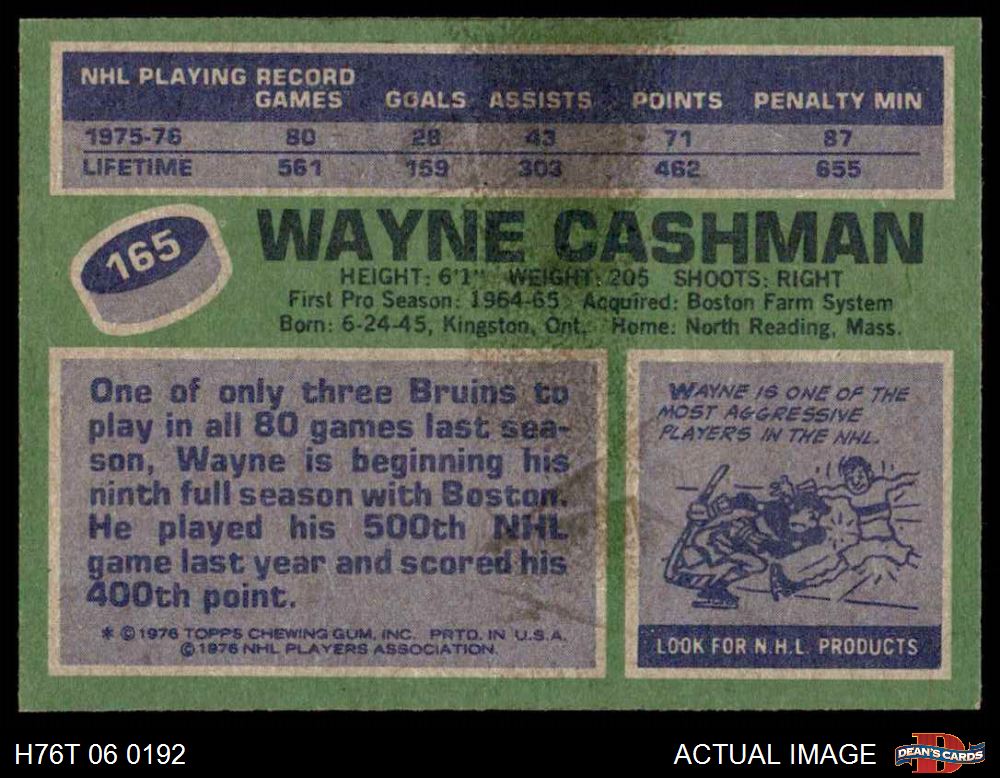 NHL PLAYING RECORD
GAMES GOALS ASSISTS POINTS PENALTY MIN
1975-76 80 28 43 71 87
LIFETIME 561 159 303 462 655
165
WAYNE CASHMAN
HEIGHT: 6'1" WEIGHT: 205 SHOOTS: RIGHT
First Pro Season: 1964-65 Acquired: Boston Farm System
Born: 6-24-45, Kingston, Ont. Home: North Reading, Mass.
One of only three Bruins to
play in all 80 games last sea-
son, Wayne is beginning his
ninth full season with Boston.
He played his 500th NHL
game last year and scored his
400th point.
* © 1976 TOPPS CHEWING GUM, INC. PRTD. IN U.S.A.
© 1976 NHL PLAYERS ASSOCIATION.
WAYNE IS ONE OF THE
MOST AGGRESSIVE
PLAYERS IN THE NHL.
LOOK FOR N.H.L. PRODUCTS
H76T 06 0192
ACTUAL IMAGE
DEAN'S CARDS